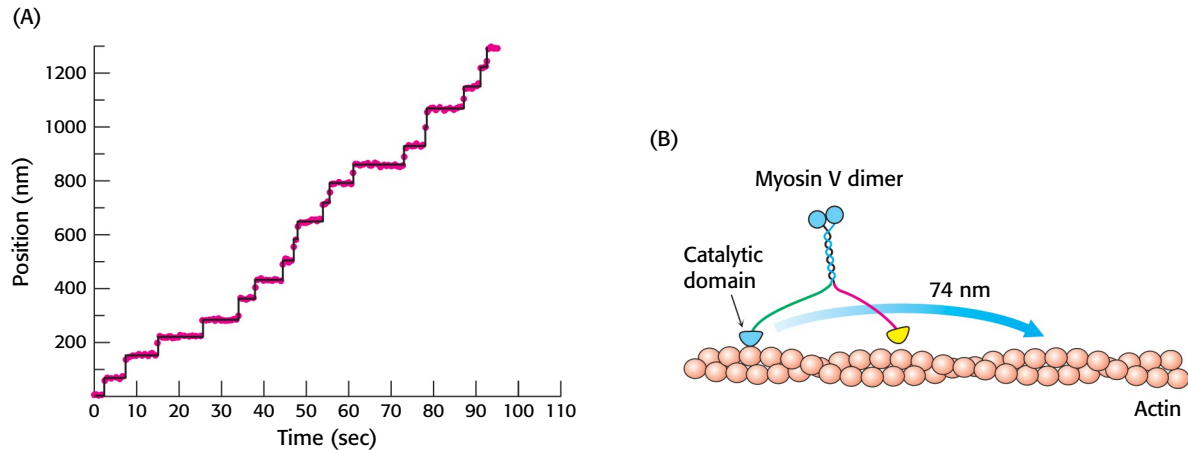 (A)
1200
1000
800
600
400
200
Position (nm)
0 10 20 30 40 50 60 70 80 90 100 110
Time (sec)
(B)
Myosin V dimer
Catalytic
domain
74 nm
Actin